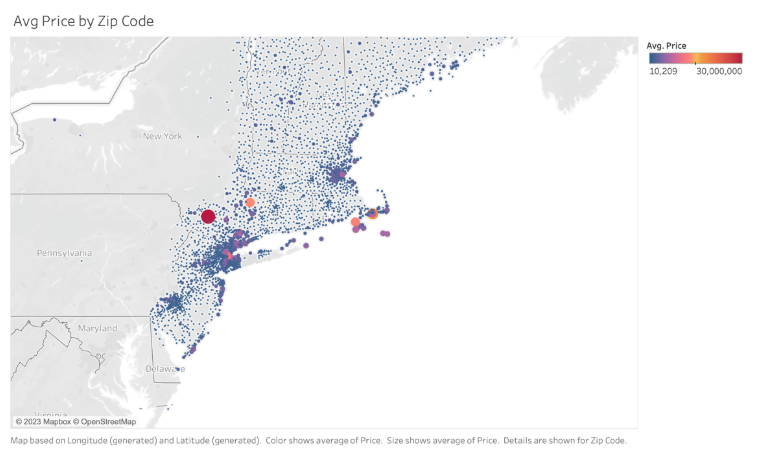 Avg Price by Zip Code
Avg. Price
10,209 30,000,000
New York
Pennsylvania
Maryland
DC
Delaware
Virginia
© 2023 Mapbox © OpenStreetMap
Map based on Longitude (generated) and Latitude (generated). Color shows average of Price. Size shows average of Price. Details are shown for Zip Code.